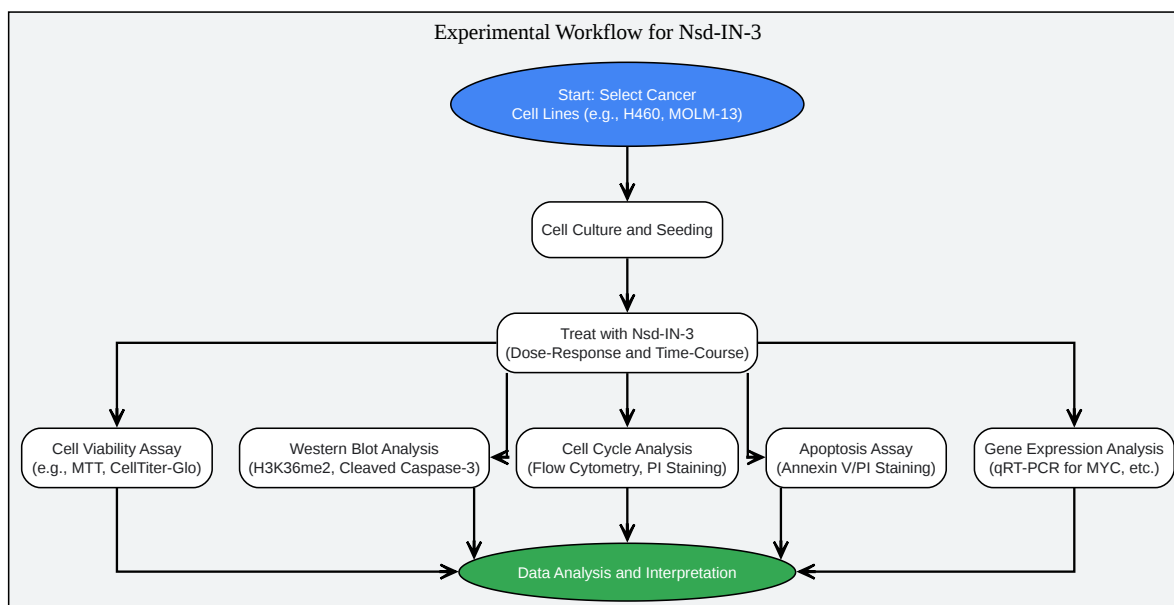 Experimental Workflow for Nsd-IN-3
Start: Select Cancer
Cell Lines (e.g., H460, MOLM-13)
Cell Culture and Seeding
Treat with Nsd-IN-3
(Dose-Response and Time-Course)
Cell Viability Assay
(e.g., MTT, CellTiter-Glo)
Western Blot Analysis
(H3K36me2, Cleaved Caspase-3)
Cell Cycle Analysis
(Flow Cytometry, PI Staining)
Apoptosis Assay
(Annexin V/PI Staining)
Gene Expression Analysis
(qRT-PCR for MYC, etc.)
Data Analysis and Interpretation